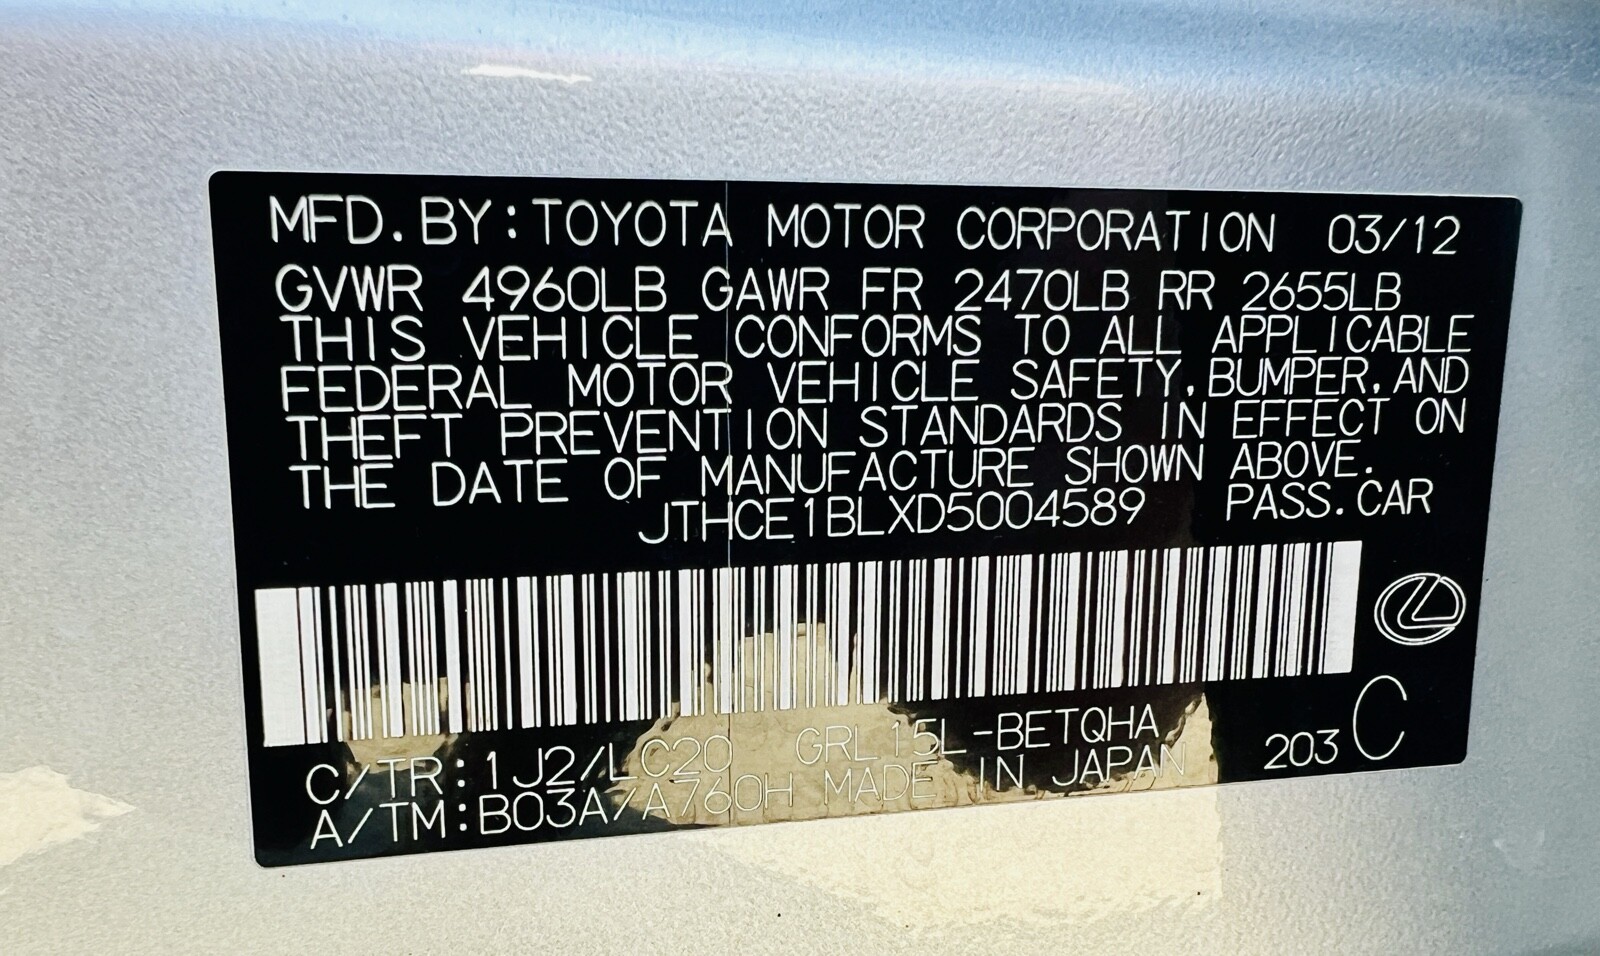 MFD. BY: TOYOTA MOTOR CORPORATION 03/12
GVWR 4960LB GAWR FR 2470LB RR 2655LB
THIS VEHICLE CONFORMS TO ALL APPLICABLE
FEDERAL MOTOR VEHICLE SAFETY, BUMPER, AND
THEFT PREVENTION STANDARDS IN EFFECT ON
THE DATE OF MANUFACTURE SHOWN ABOVE.
JTHCE1BLXD5004589 PASS. CAR
C/TR: 1J2/LC20 GRL15L-BETQHA 203 C
A/TM: B03A/A760H MADE IN JAPAN